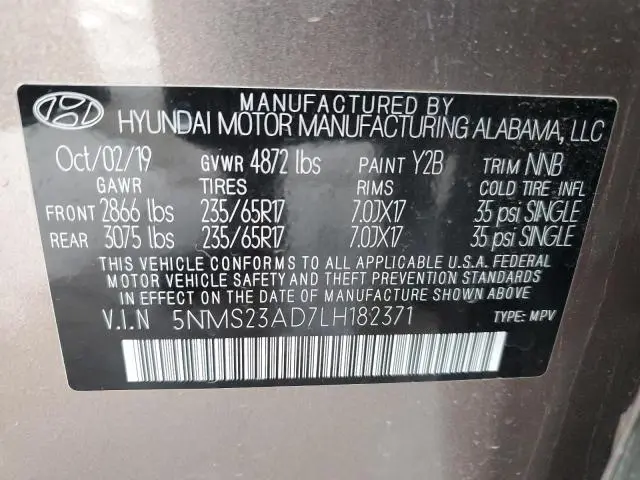 MANUFACTURED BY
HYUNDAI MOTOR MANUFACTURING ALABAMA, LLC
Oct/02/19 GVWR 4872 lbs PAINT Y2B TRIM NNB
GAWR TIRES RIMS COLD TIRE INFL
FRONT 2866 lbs 235/65R17 7.0JX17 35 psi SINGLE
REAR 3075 lbs 235/65R17 7.0JX17 35 psi SINGLE
THIS VEHICLE CONFORMS TO ALL APPLICABLE U.S.A. FEDERAL
MOTOR VEHICLE SAFETY AND THEFT PREVENTION STANDARDS
IN EFFECT ON THE DATE OF MANUFACTURE SHOWN ABOVE
V.I.N 5NMS23AD7LH182371 TYPE: MPV